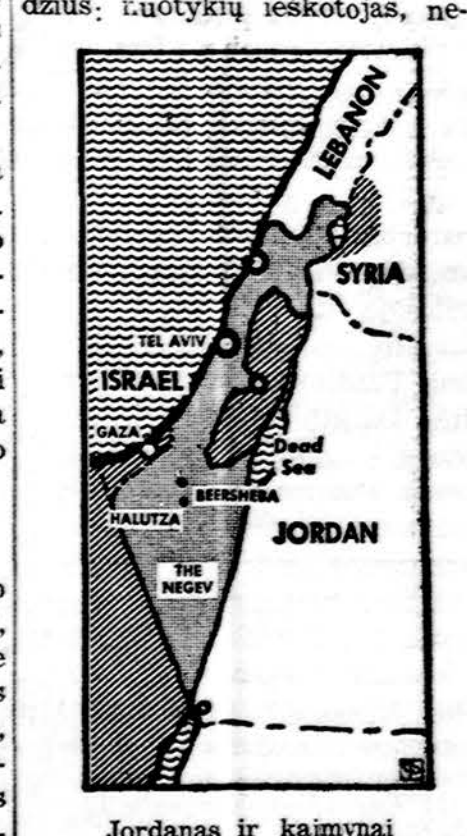 džius: nuotykių ieškotojas, ne-
LEBANON
SYRIA
TEL AVIV
ISRAEL
GAZA
Dead
Sea
BEERSHEBA
HALUTZA
JORDAN
THE
NEGEV
Jordanas ir kaimynai